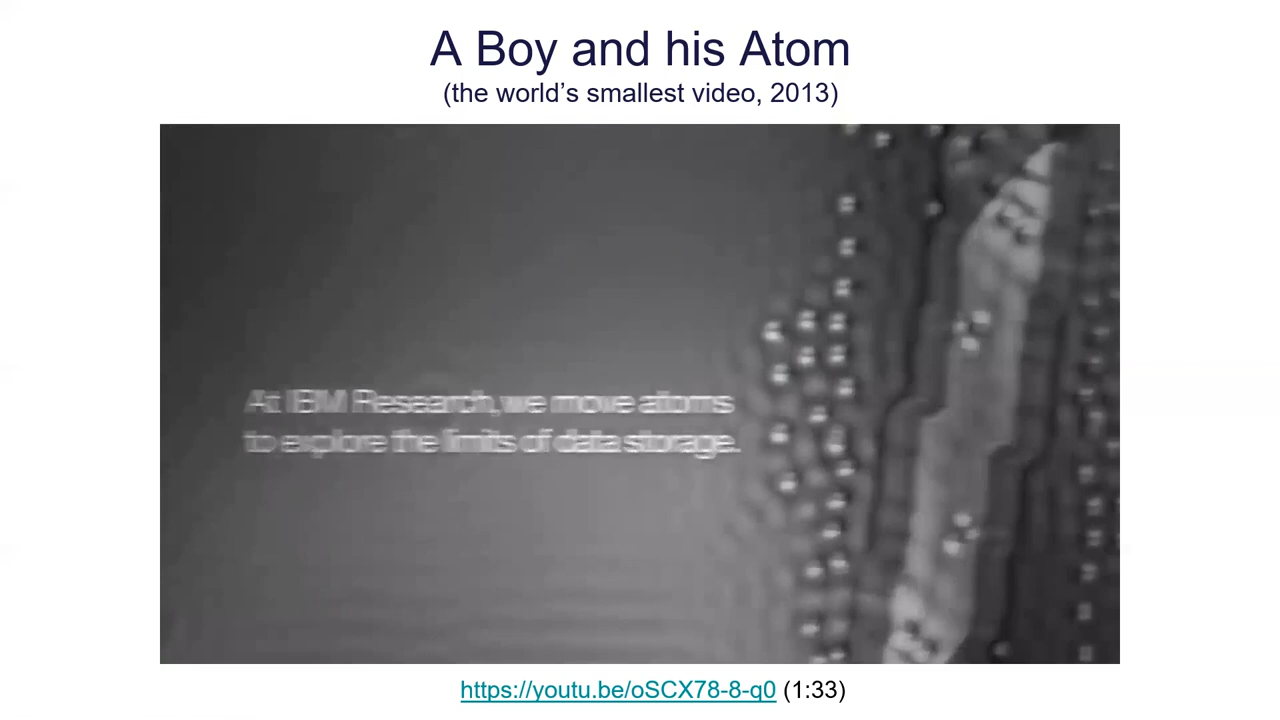 A Boy and his Atom
(the world’s smallest video, 2013)
At IBM Research, we move atoms
to explore the limits of data storage.
https://youtu.be/oSCX78-8-q0 (1:33)